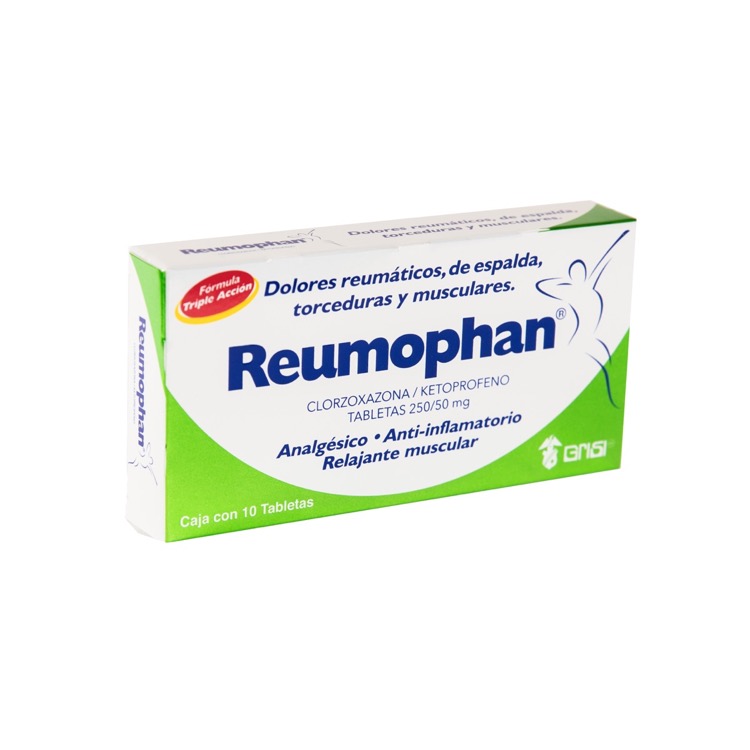 Reumophan
Dolores reumáticos, de espalda,
torceduras y musculares.
Fórmula
Triple Acción
Dolores reumáticos, de espalda,
torceduras y musculares.
Reumophan®
CLORZOXAZONA / KETOPROFENO
TABLETAS 250/50 mg
Analgésico • Anti-inflamatorio
Relajante muscular
GRISI
Caja con 10 Tabletas
Reumophan